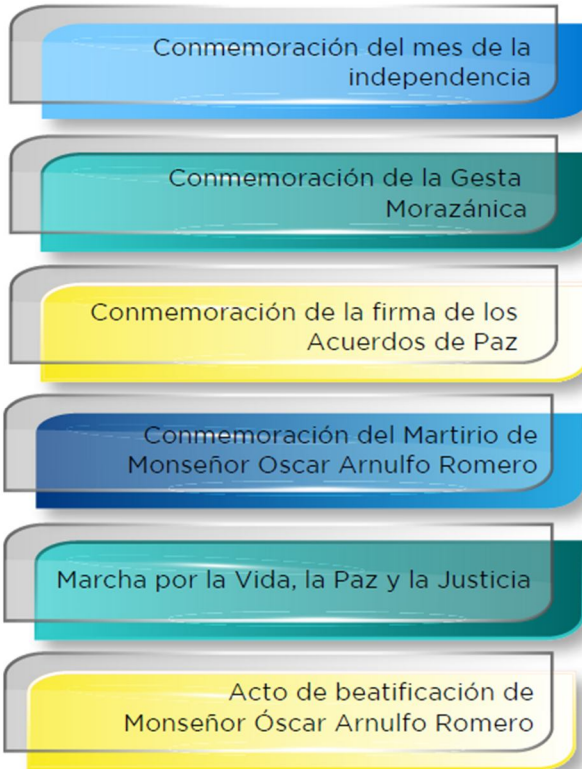 Conmemoración del mes de la
independencia
Conmemoración de la Gesta
Morazánica
Conmemoración de la firma de los
Acuerdos de Paz
Conmemoración del Martirio de
Monseñor Oscar Arnulfo Romero
Marcha por la Vida, la Paz y la Justicia
Acto de beatificación de
Monseñor Óscar Arnulfo Romero